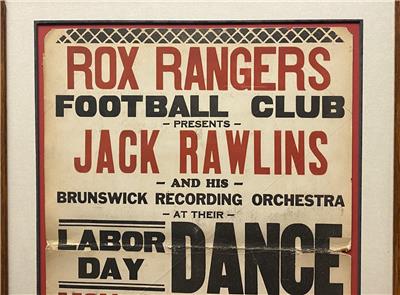 ROX RANGERS
FOOTBALL CLUB
- PRESENTS -
JACK RAWLINS
- AND HIS -
BRUNSWICK RECORDING ORCHESTRA
- AT THEIR -
LABOR DAY DANCE